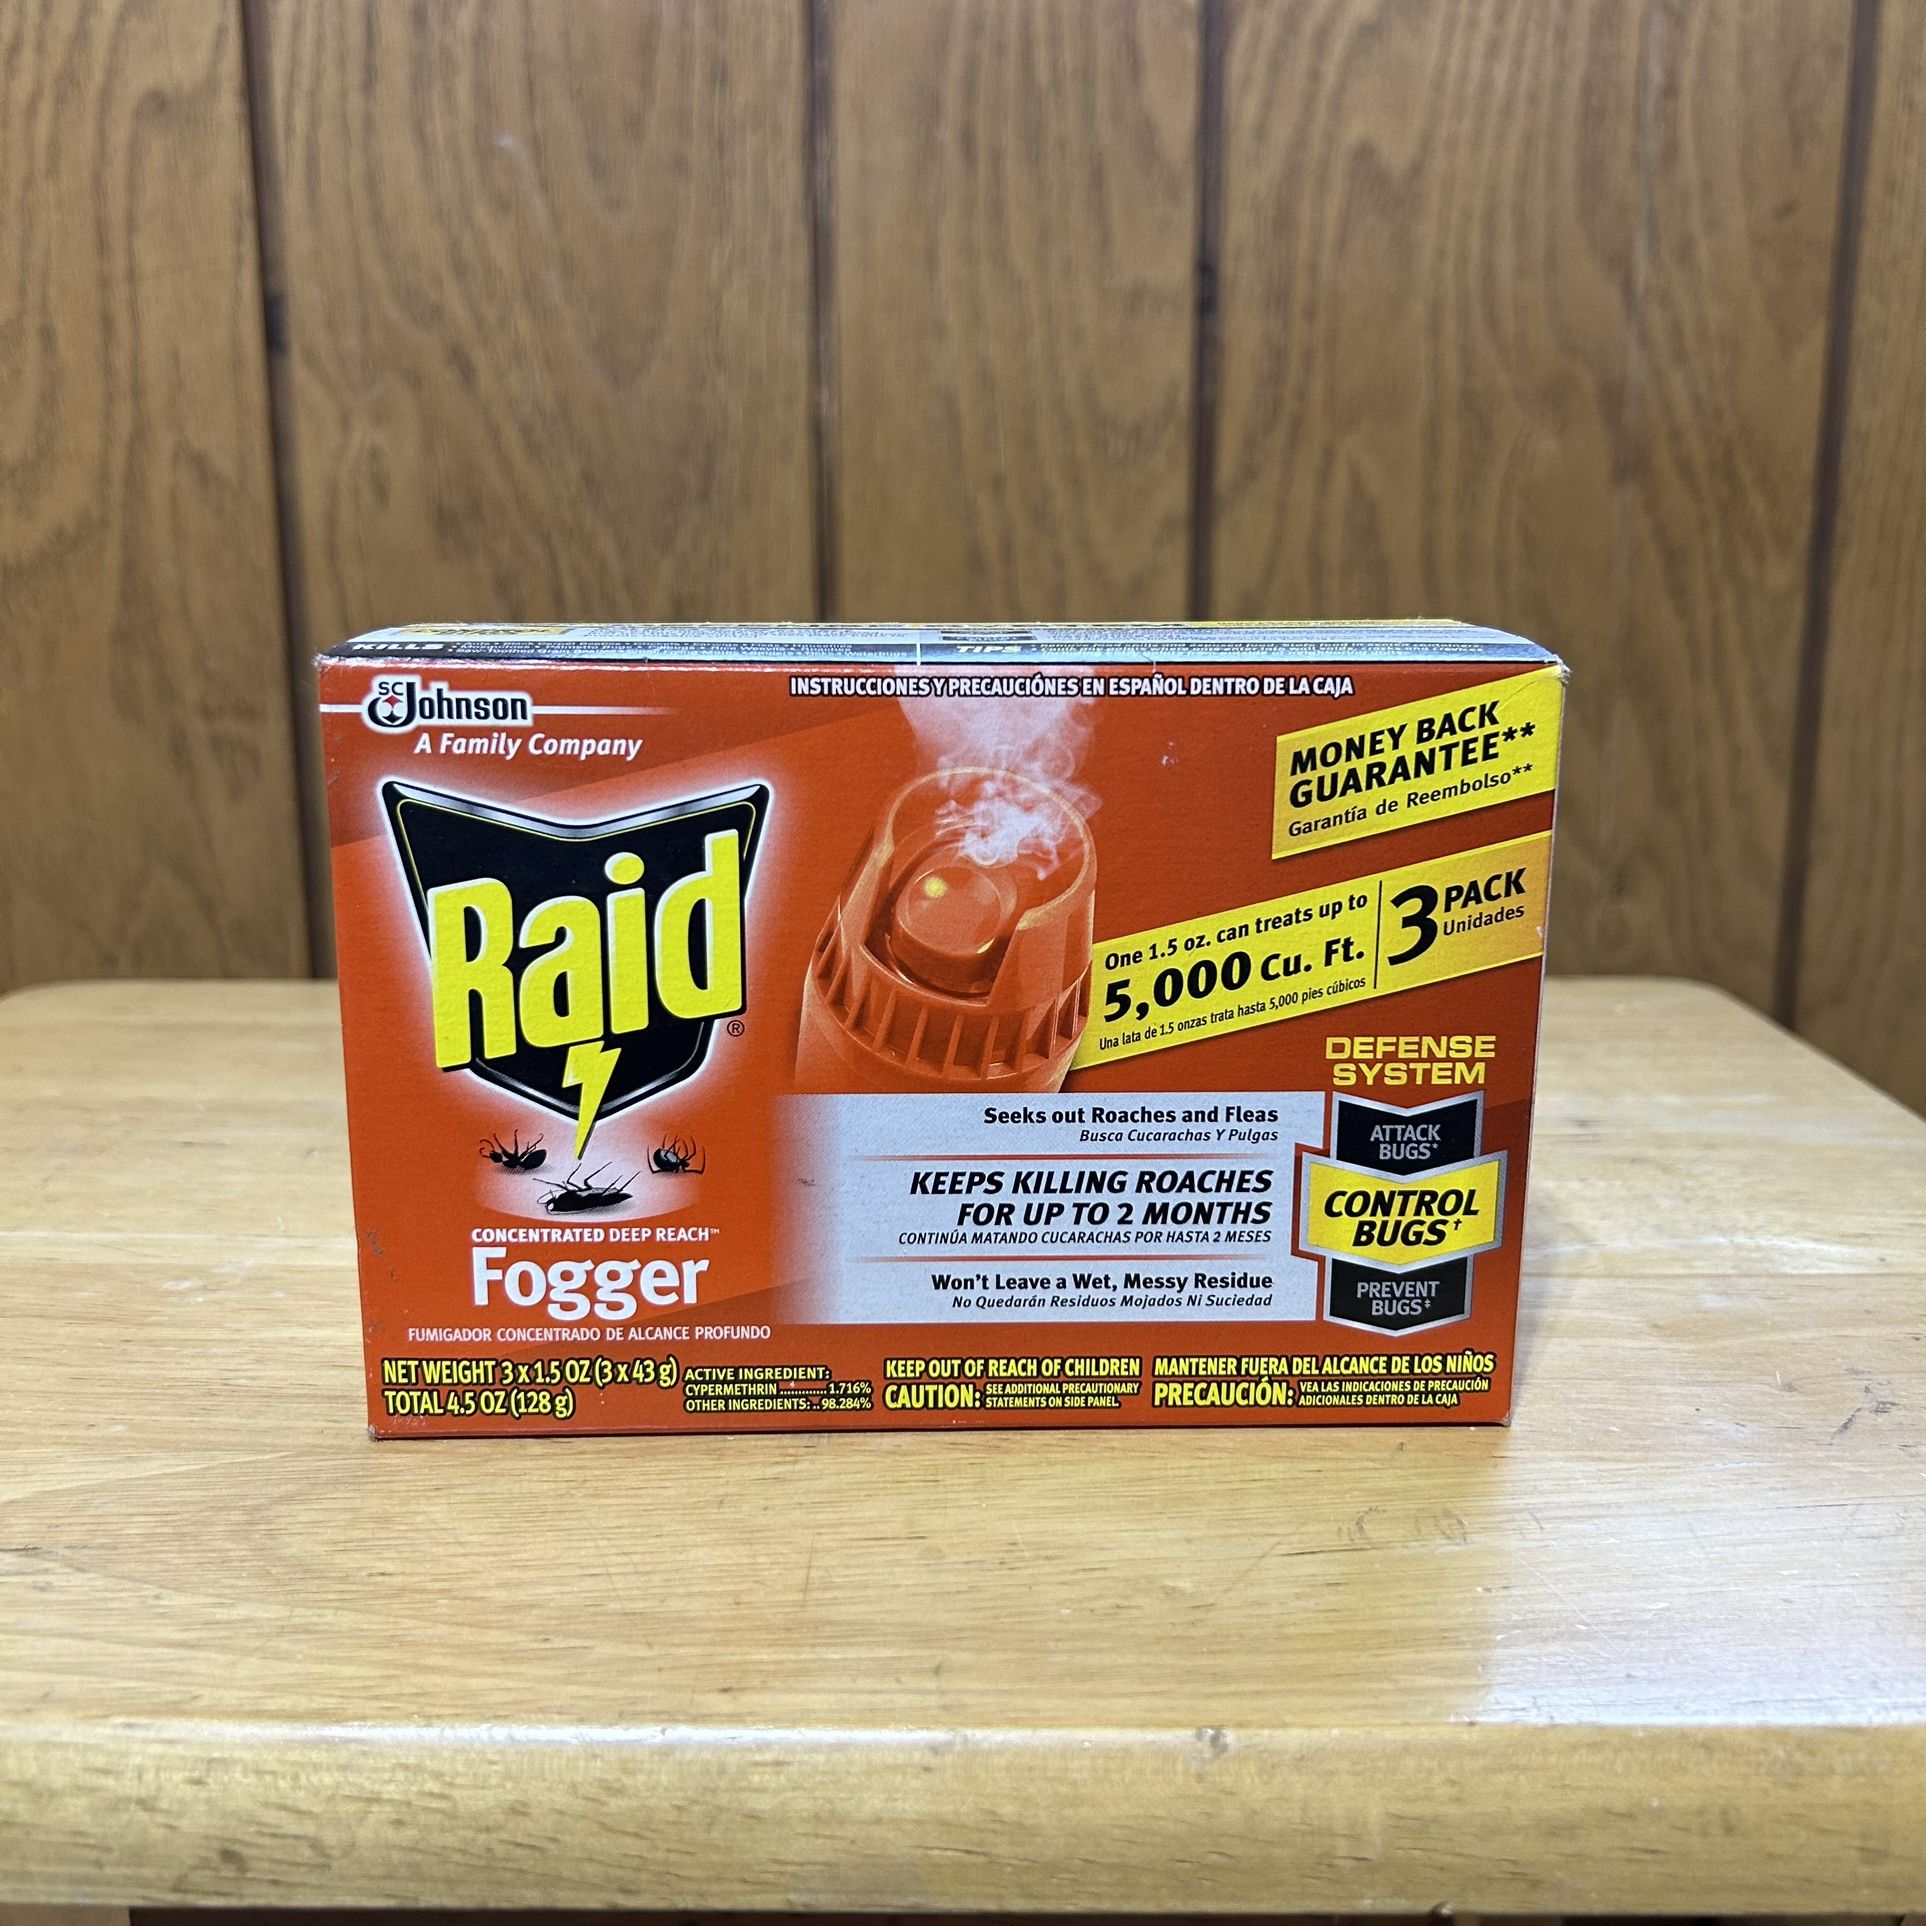 KILLS
TIPS
SC Johnson
A Family Company
INSTRUCCIONES Y PRECAUCIÓNES EN ESPAÑOL DENTRO DE LA CAJA
MONEY BACK
GUARANTEE**
Garantía de Reembolso**
Raid®
One 1.5 oz. can treats up to
5,000 Cu. Ft.
Una lata de 1.5 onzas trata hasta 5,000 pies cúbicos
3 PACK
Unidades
DEFENSE
SYSTEM
ATTACK
BUGS*
CONTROL
BUGS†
PREVENT
BUGS‡
Seeks out Roaches and Fleas
Busca Cucarachas Y Pulgas
KEEPS KILLING ROACHES
FOR UP TO 2 MONTHS
CONTINÚA MATANDO CUCARACHAS POR HASTA 2 MESES
Won't Leave a Wet, Messy Residue
No Quedarán Residuos Mojados Ni Suciedad
CONCENTRATED DEEP REACH™
Fogger
FUMIGADOR CONCENTRADO DE ALCANCE PROFUNDO
NET WEIGHT 3 x 1.5 OZ (3 x 43 g)
TOTAL 4.5 OZ (128 g)
ACTIVE INGREDIENT:
CYPERMETHRIN ............. 1.716%
OTHER INGREDIENTS: .. 98.284%
KEEP OUT OF REACH OF CHILDREN
CAUTION: SEE ADDITIONAL PRECAUTIONARY
STATEMENTS ON SIDE PANEL.
MANTENER FUERA DEL ALCANCE DE LOS NIÑOS
PRECAUCIÓN: VEA LAS INDICACIONES DE PRECAUCIÓN
ADICIONALES DENTRO DE LA CAJA